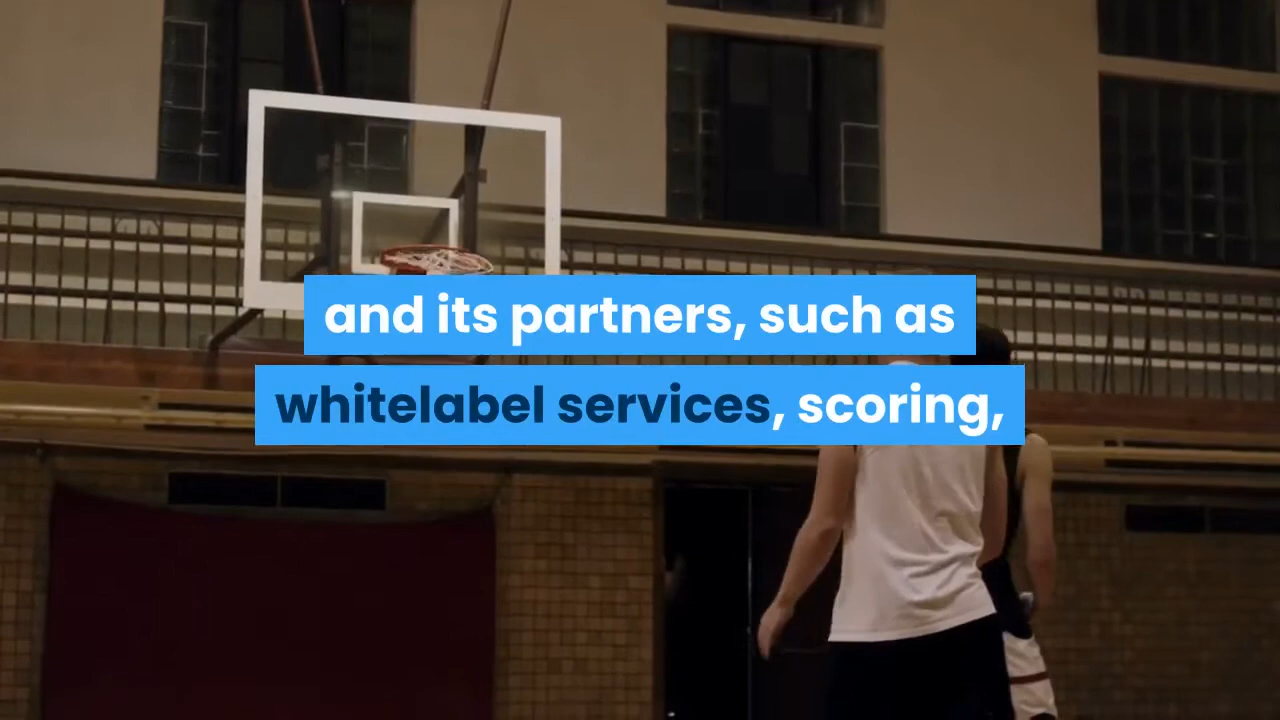 and its partners, such as
whitelabel services, scoring,